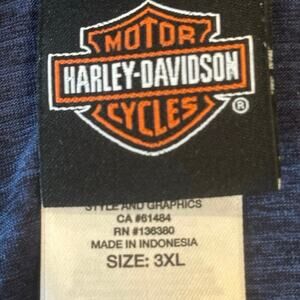 MOTOR
HARLEY-DAVIDSON
CYCLES
®
STYLE AND GRAPHICS
CA #61484
RN #136380
MADE IN INDONESIA
SIZE: 3XL